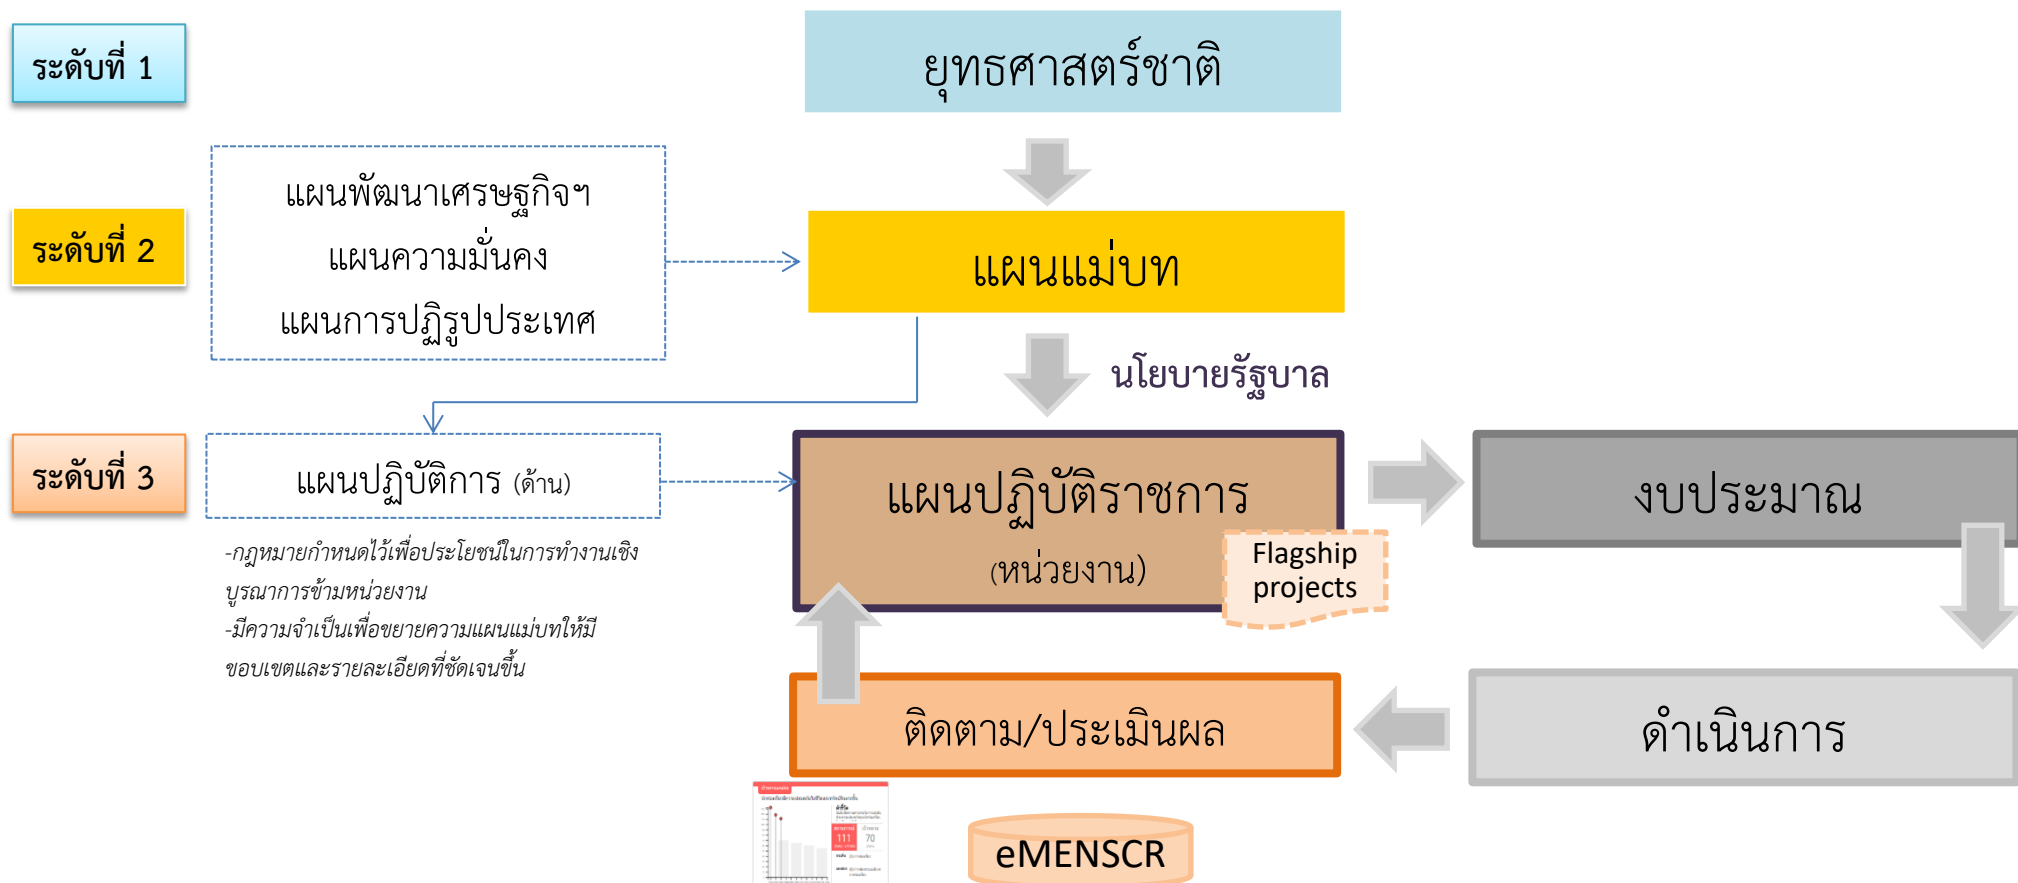 ระดับที่ 1
ยุทธศาสตร์ชาติ
ระดับที่ 2
แผนพัฒนาเศรษฐกิจฯ
แผนความมั่นคง
แผนการปฏิรูปประเทศ
แผนแม่บท
นโยบายรัฐบาล
ระดับที่ 3
แผนปฏิบัติการ (ด้าน)
แผนปฏิบัติราชการ
(หน่วยงาน)
Flagship
projects
งบประมาณ
-กฎหมายกำหนดไว้เพื่อประโยชน์ในการทำงานเชิง
บูรณาการข้ามหน่วยงาน
-มีความจำเป็นเพื่อขยายความแผนแม่บทให้มี
ขอบเขตและรายละเอียดที่ชัดเจนขึ้น
ติดตาม/ประเมินผล
ดำเนินการ
111
70
eMENSCR